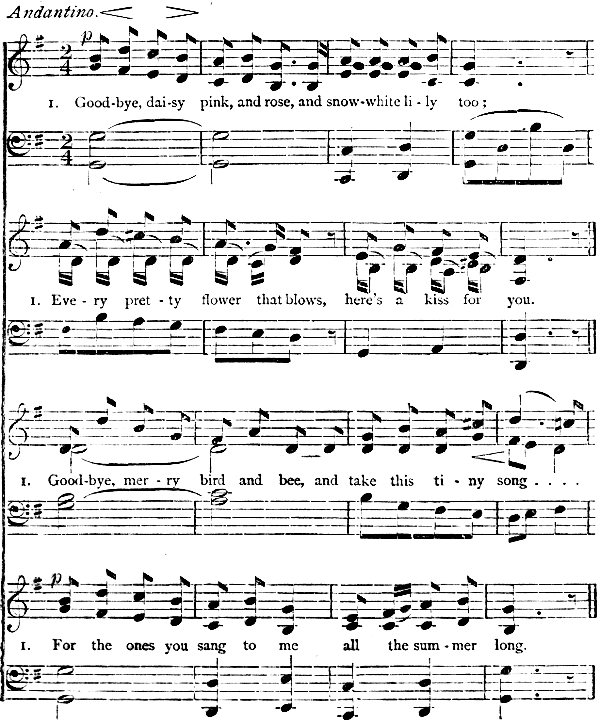 Andantino.
p
1. Good-bye, dai-sy pink, and rose, and snow-white li - ly too;
1. Eve - ry pret - ty flower that blows, here's a kiss for you.
1. Good-bye, mer - ry bird and bee, and take this ti - ny song . . . .
p
1. For the ones you sang to me all the sum - mer long.